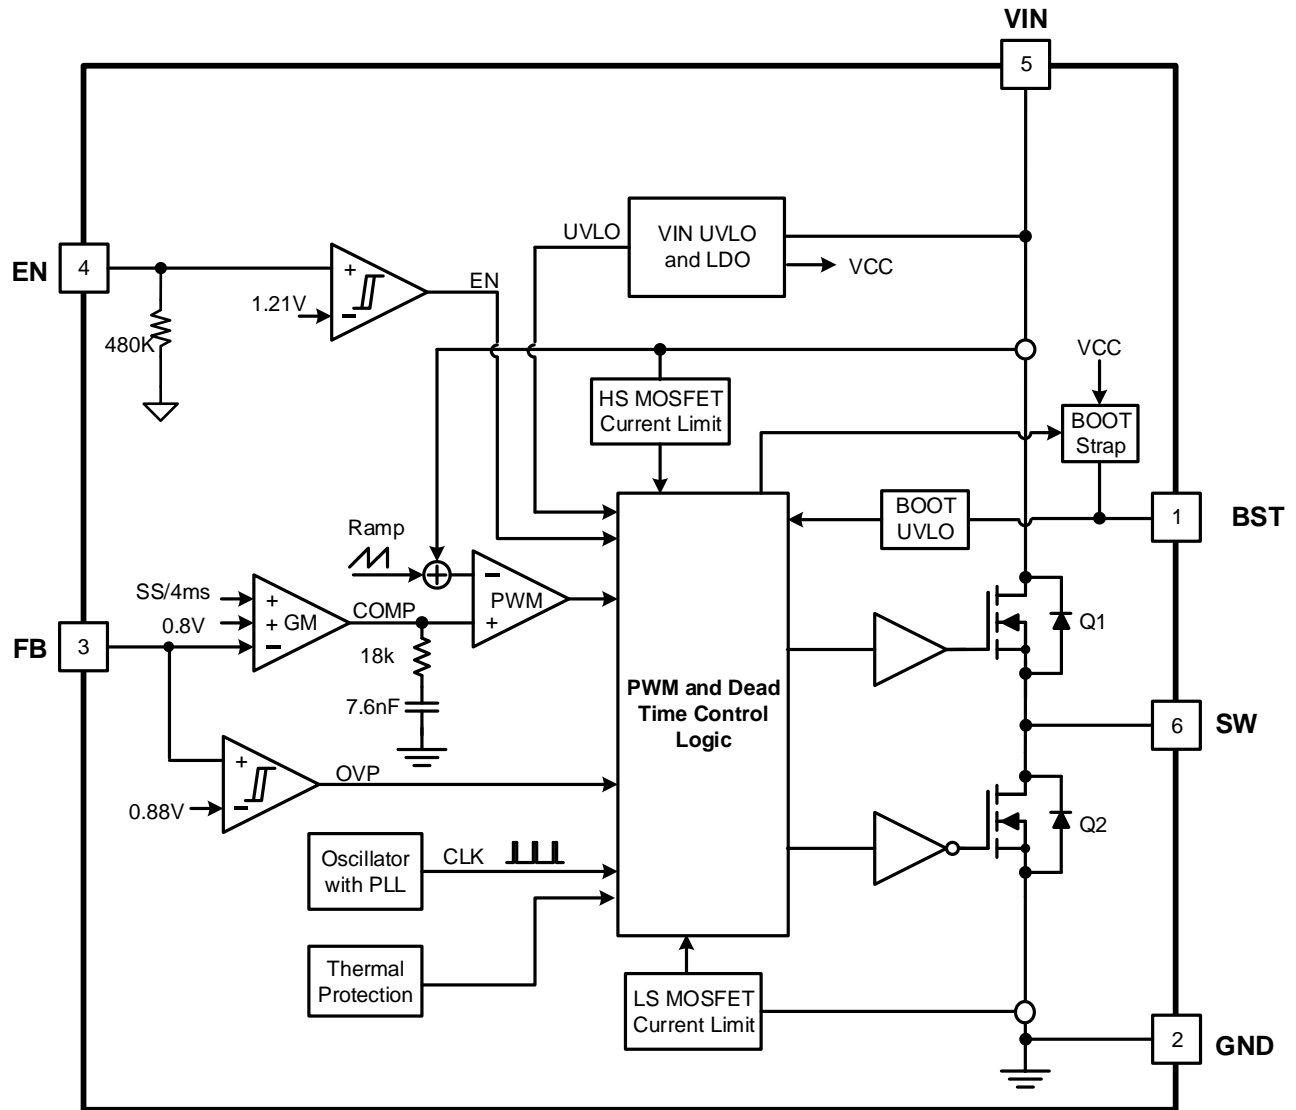 VIN
5
UVLO
VIN UVLO
and LDO
VCC
EN
4
+
EN
1.21V
−
480K
VCC
HS MOSFET
Current Limit
BOOT
Strap
BOOT
UVLO
1
BST
Ramp
−
PWM
+
SS/4ms
+
COMP
0.8V
+
GM
FB
3
−
18k
7.6nF
Q1
PWM and Dead
Time Control
Logic
6
SW
+
OVP
0.88V
−
Q2
Oscillator
with PLL
CLK
Thermal
Protection
LS MOSFET
Current Limit
2
GND